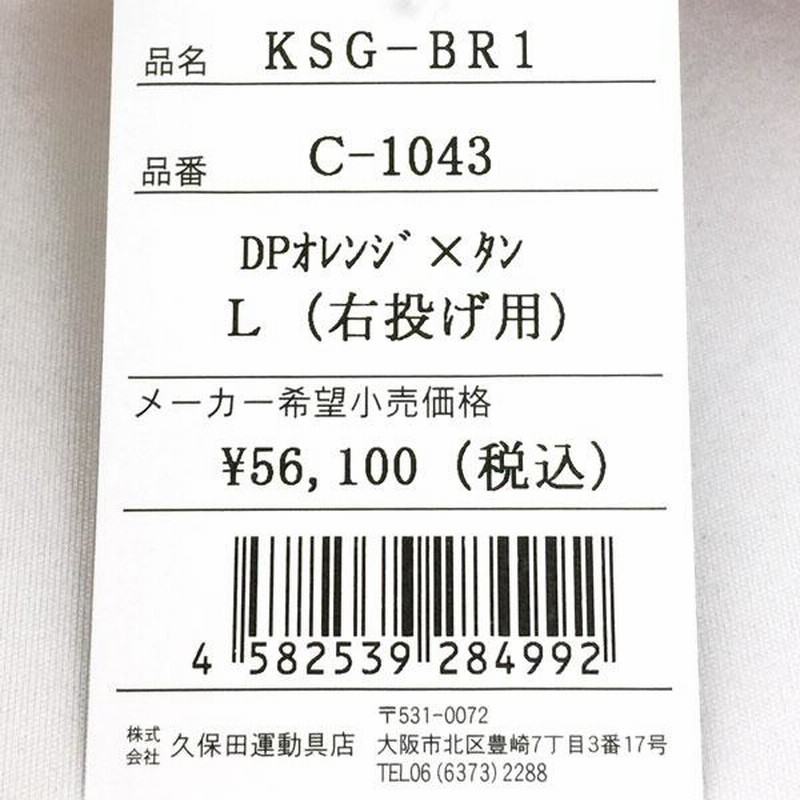 品名 KSG-BR1
品番 C-1043
DPｵﾚﾝｼﾞ×ﾀﾝ
L (右投げ用)
メーカー希望小売価格
¥56,100 (税込)
4 582539 284992
株式会社 久保田運動具店
〒531-0072
大阪市北区豊崎7丁目3番17号
TEL06(6373)2288